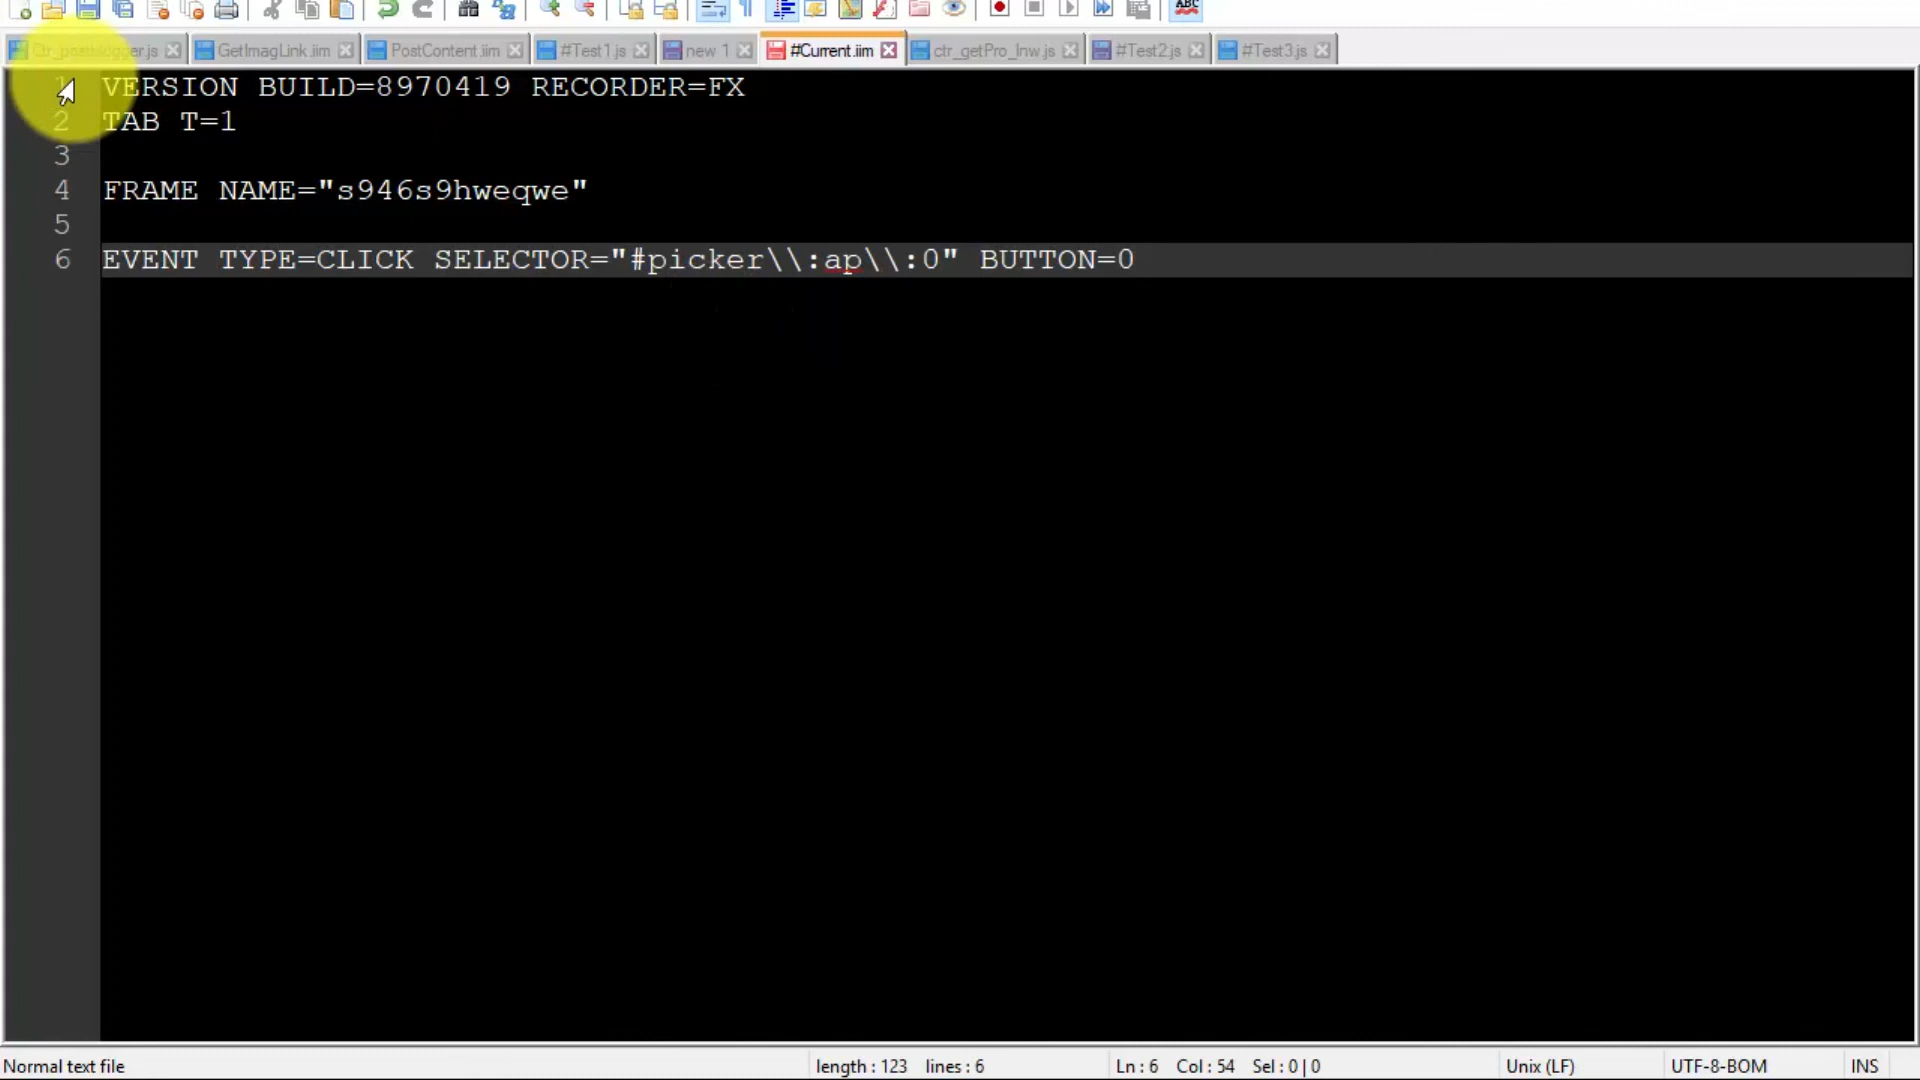 GetImagLink.iim PostContent.iim #Test1.js new 1 #Current.iim ctr_getPro_lnw.js #Test2.js #Test3.js
1 VERSION BUILD=8970419 RECORDER=FX
2 TAB T=1
3
4 FRAME NAME="s946s9hweqwe"
5
6 EVENT TYPE=CLICK SELECTOR="#picker\\:ap\\:0" BUTTON=0
Normal text file length : 123 lines : 6 Ln : 6 Col : 54 Sel : 0 | 0 Unix (LF) UTF-8-BOM INS